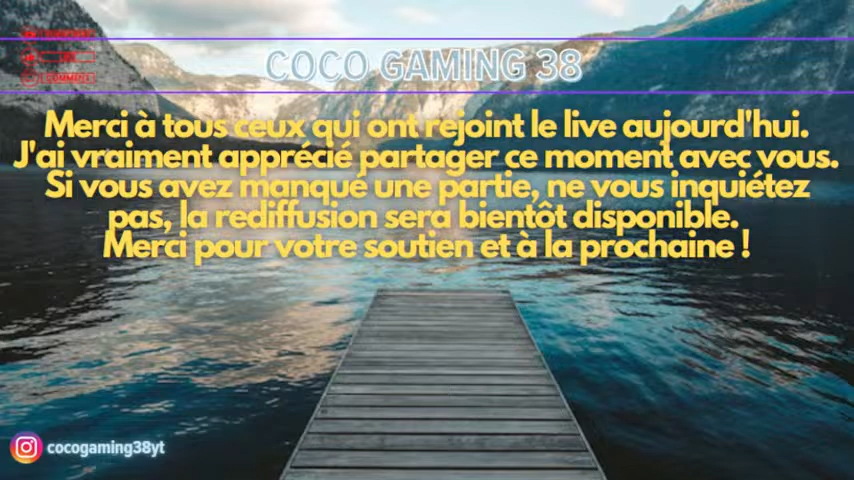 COCO GAMING 38
Merci à tous ceux qui ont rejoint le live aujourd'hui.
J'ai vraiment apprécié partager ce moment avec vous.
Si vous avez manqué une partie, ne vous inquiétez
pas, la rediffusion sera bientôt disponible.
Merci pour votre soutien et à la prochaine !
cocogaming38yt